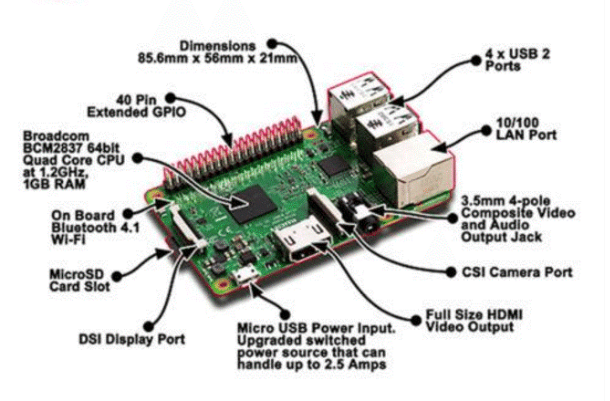 Dimensions
85.6mm x 56mm x 21mm
4 x USB 2
Ports
40 Pin
Extended GPIO
10/100
LAN Port
Broadcom
BCM2837 64bit
Quad Core CPU
at 1.2GHz,
1GB RAM
On Board
Bluetooth 4.1
Wi-Fi
3.5mm 4-pole
Composite Video
and Audio
Output Jack
MicroSD
Card Slot
CSI Camera Port
DSI Display Port
Micro USB Power Input.
Upgraded switched
power source that can
handle up to 2.5 Amps
Full Size HDMI
Video Output